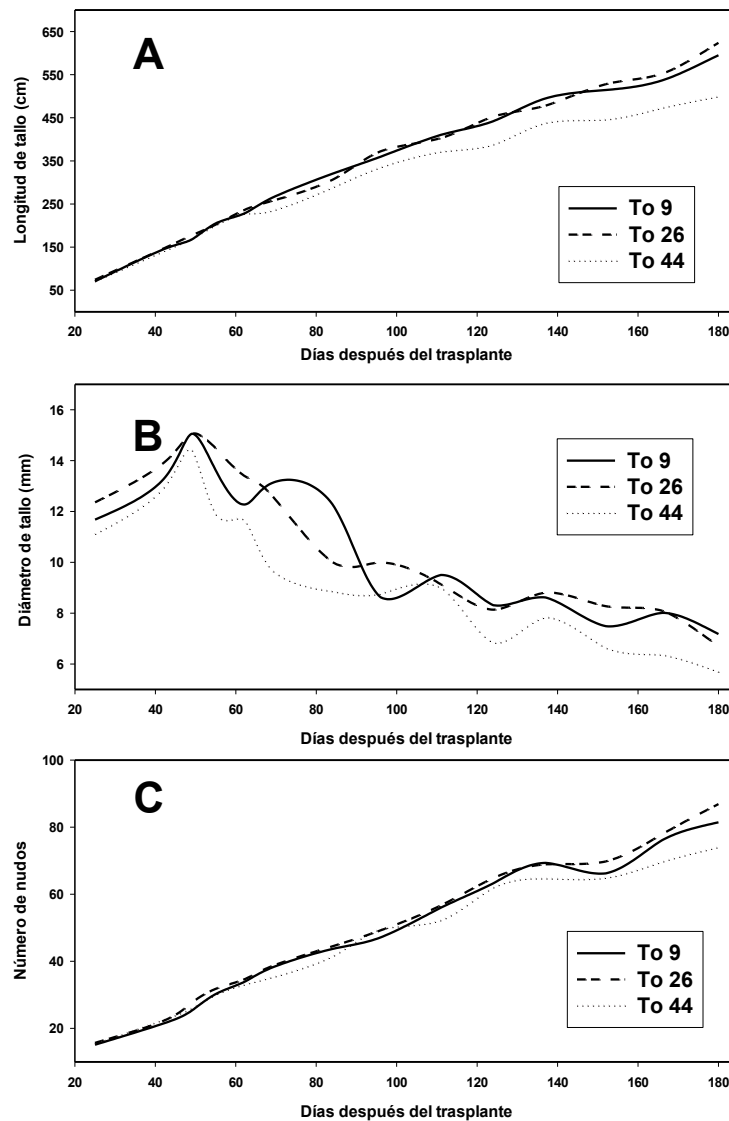 A
Longitud de tallo (cm)
650
550
450
350
250
150
50
To 9
To 26
To 44
20 40 60 80 100 120 140 160 180
Días después del trasplante
B
Diámetro de tallo (mm)
16
14
12
10
8
6
To 9
To 26
To 44
20 40 60 80 100 120 140 160 180
Días después del trasplante
C
Número de nudos
100
80
60
40
20
To 9
To 26
To 44
20 40 60 80 100 120 140 160 180
Días después del trasplante